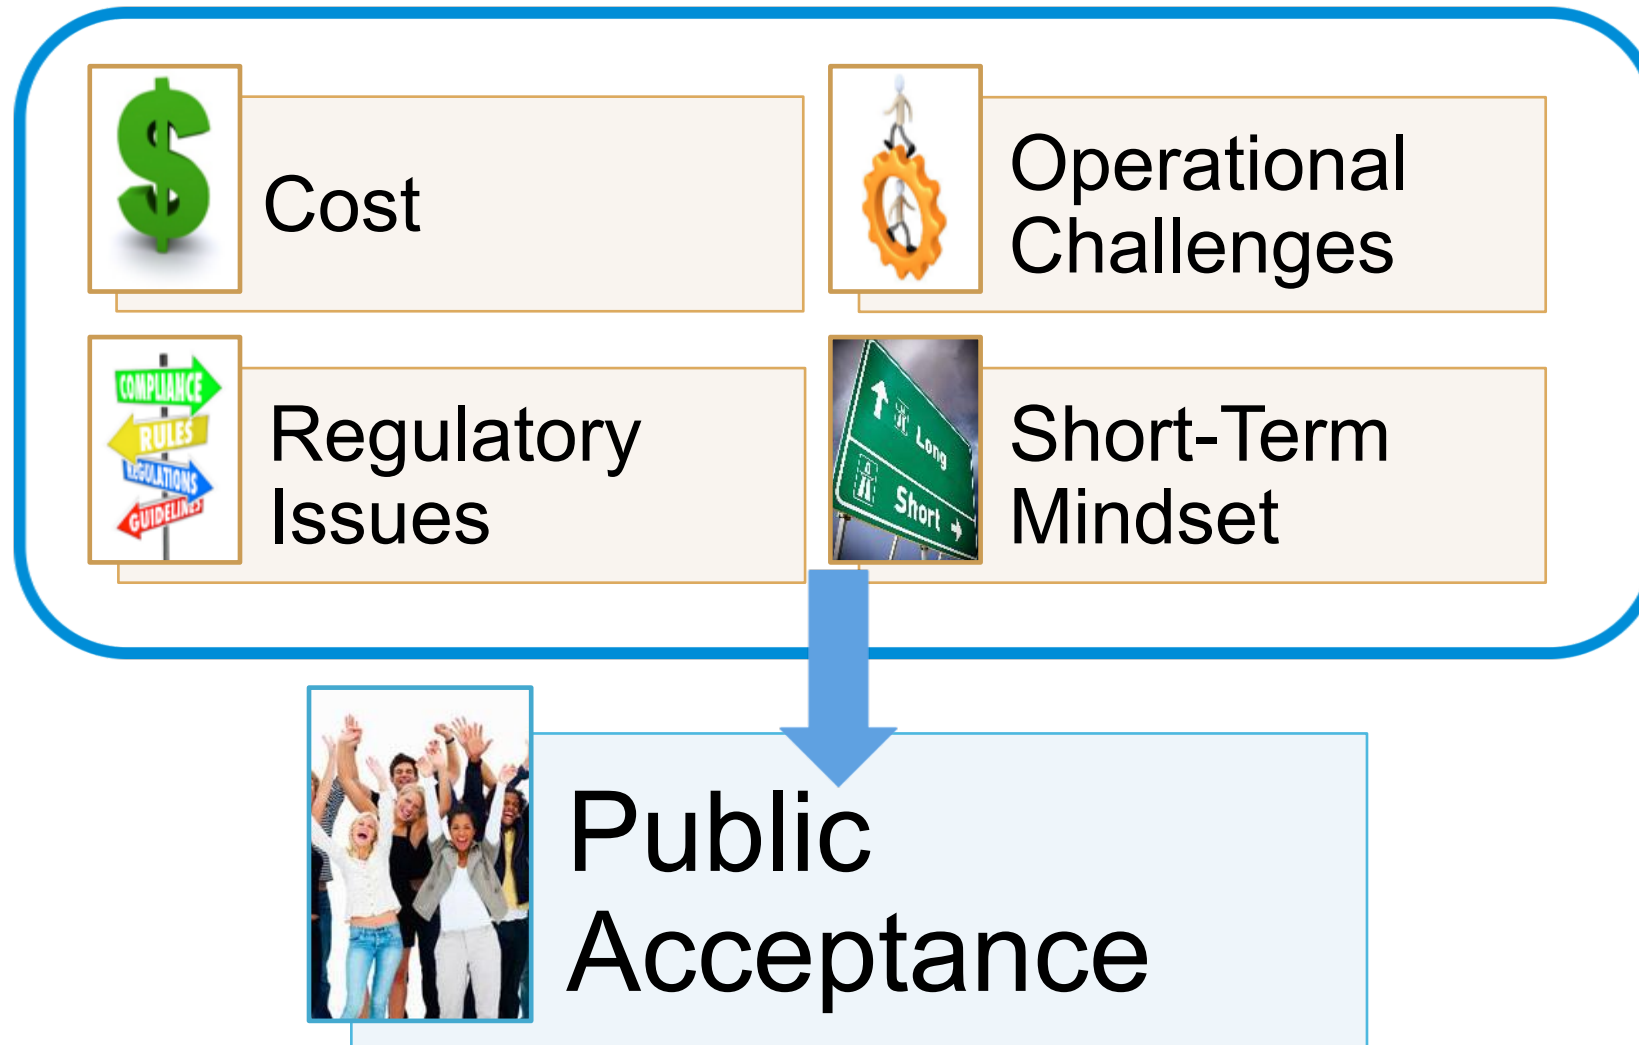 Cost
Operational
Challenges
COMPLIANCE
RULES
REGULATIONS
GUIDELINES
Regulatory
Issues
Long
Short
Short-Term
Mindset
Public
Acceptance